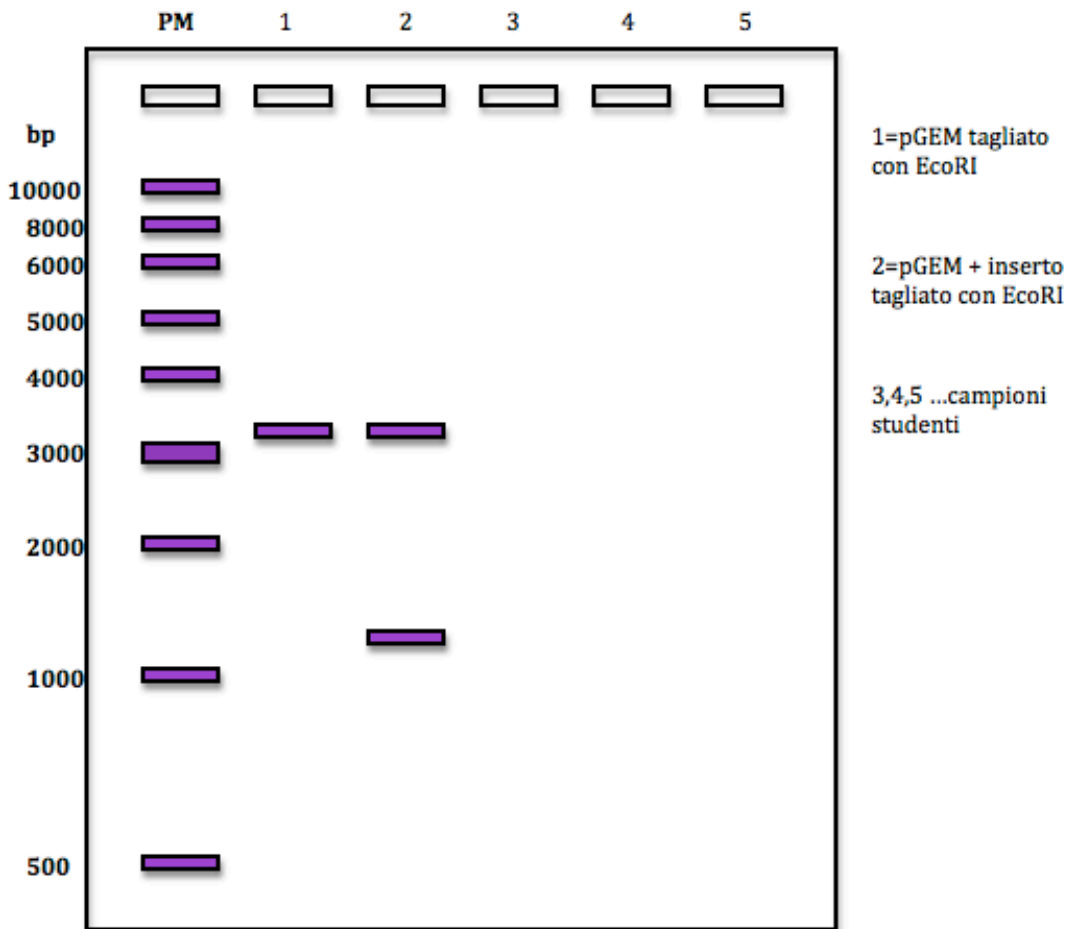 PM 1 2 3 4 5
bp
10000
8000
6000
5000
4000
3000
2000
1000
500
1=pGEM tagliato
con EcoRI
2=pGEM + inserto
tagliato con EcoRI
3,4,5 ...campioni
studenti